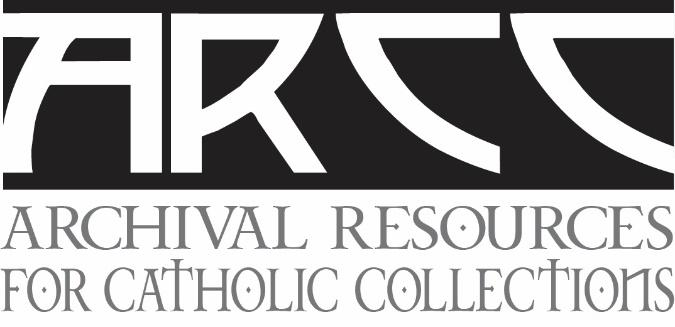 ARCC
ARCHIVAL RESOURCES
FOR CATHOLIC COLLECTIONS